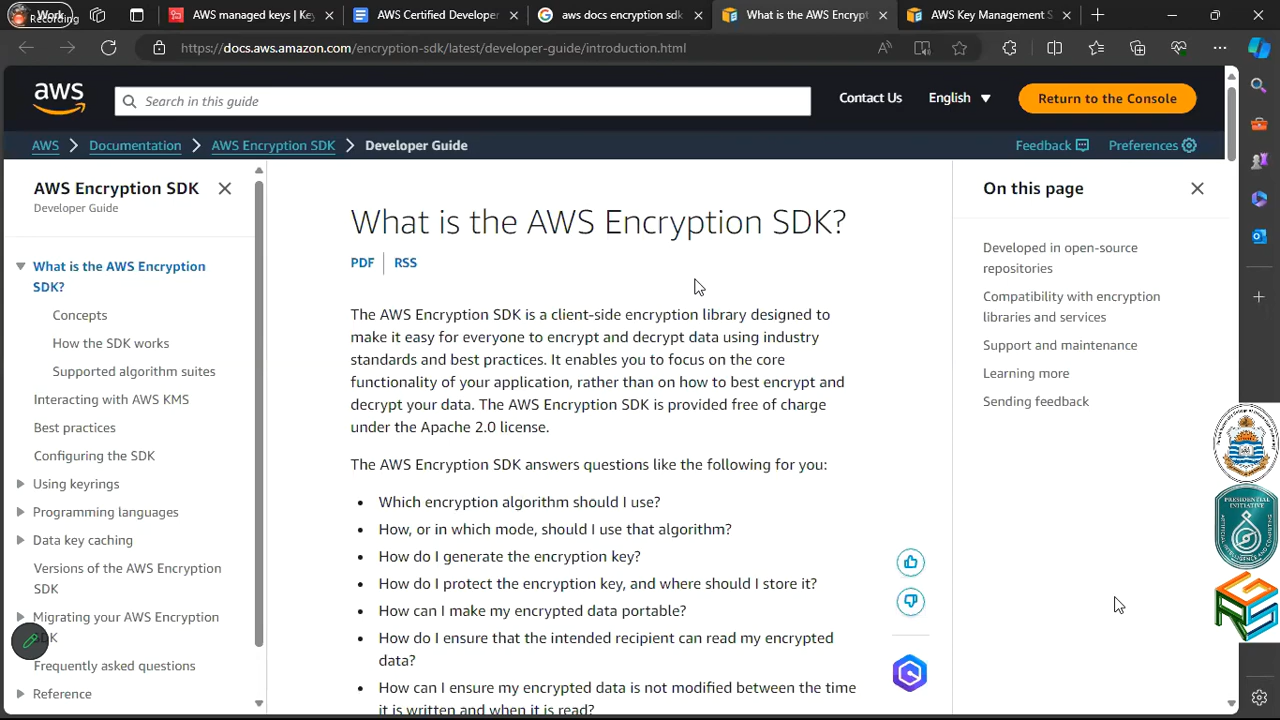 Recording
AWS managed keys | Ke
AWS Certified Developer
aws docs encryption sd
What is the AWS Encrypt
AWS Key Management S
https://docs.aws.amazon.com/encryption-sdk/latest/developer-guide/introduction.html
aws
Search in this guide
Contact Us
English
Return to the Console
AWS
Documentation
AWS Encryption SDK
Developer Guide
Feedback
Preferences
AWS Encryption SDK
Developer Guide
What is the AWS Encryption
SDK?
Concepts
How the SDK works
Supported algorithm suites
Interacting with AWS KMS
Best practices
Configuring the SDK
Using keyrings
Programming languages
Data key caching
Versions of the AWS Encryption
SDK
Migrating your AWS Encryption
Frequently asked questions
Reference
What is the AWS Encryption SDK?
PDF
RSS
The AWS Encryption SDK is a client-side encryption library designed to
make it easy for everyone to encrypt and decrypt data using industry
standards and best practices. It enables you to focus on the core
functionality of your application, rather than on how to best encrypt and
decrypt your data. The AWS Encryption SDK is provided free of charge
under the Apache 2.0 license.
The AWS Encryption SDK answers questions like the following for you:
• Which encryption algorithm should I use?
• How, or in which mode, should I use that algorithm?
• How do I generate the encryption key?
• How do I protect the encryption key, and where should I store it?
• How can I make my encrypted data portable?
• How do I ensure that the intended recipient can read my encrypted
data?
• How can I ensure my encrypted data is not modified between the time
it is written and when it is read?
On this page
Developed in open-source
repositories
Compatibility with encryption
libraries and services
Support and maintenance
Learning more
Sending feedback
PRESIDENTIAL
INITIATIVE